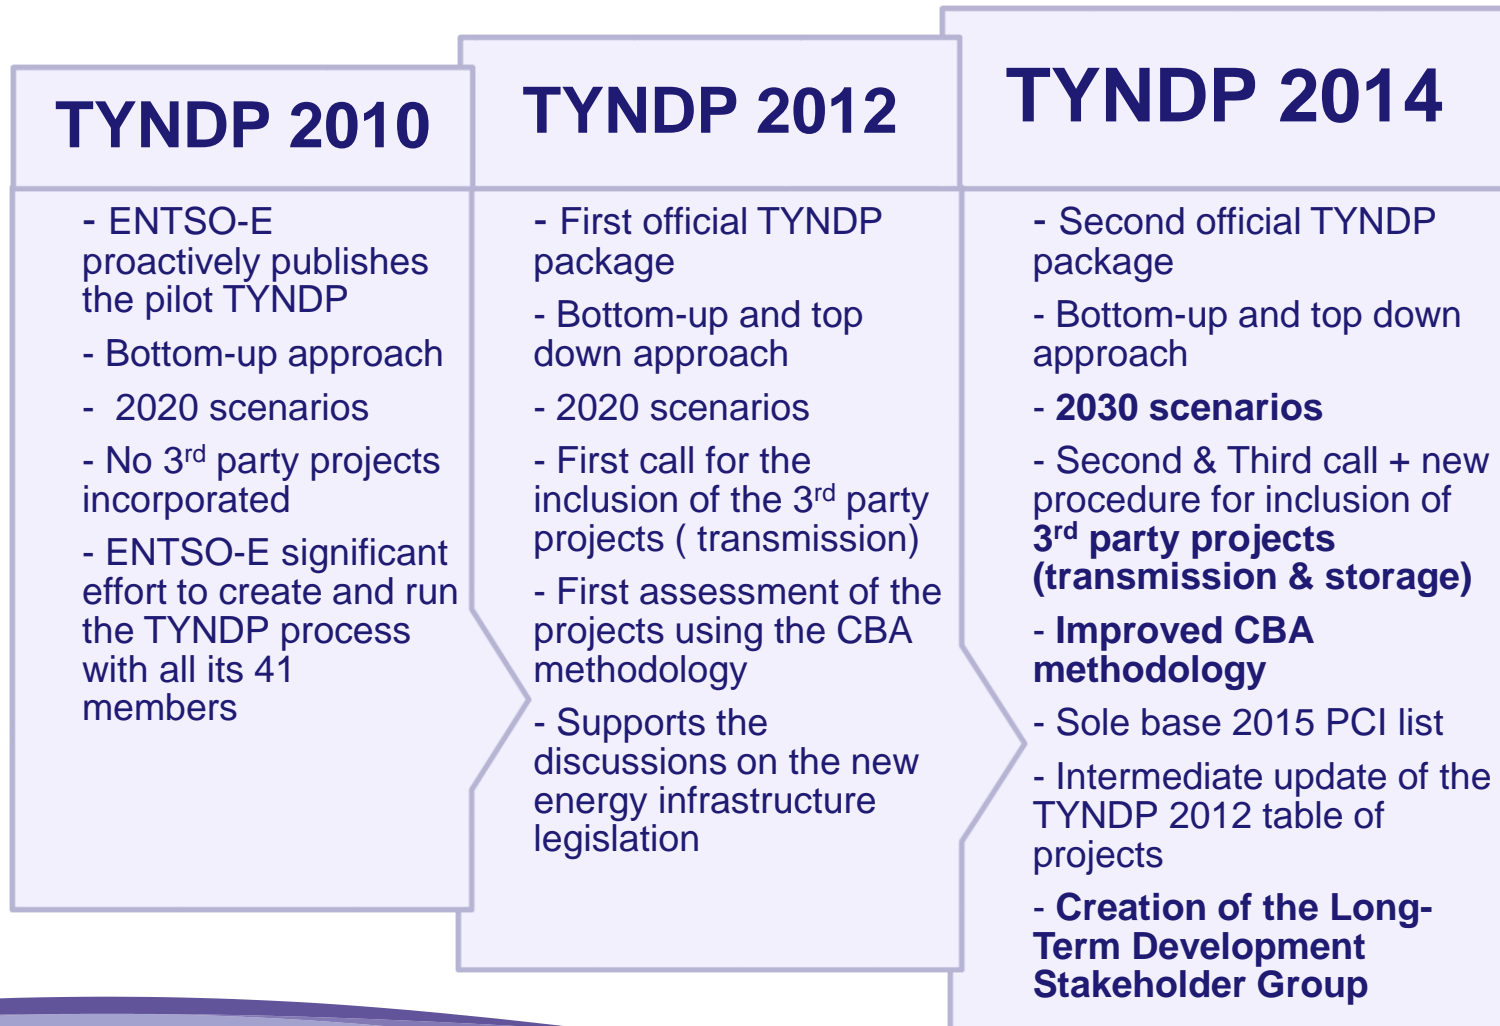 TYNDP 2010
- ENTSO-E
proactively publishes
the pilot TYNDP
- Bottom-up approach
- 2020 scenarios
- No 3rd party projects
incorporated
- ENTSO-E significant
effort to create and run
the TYNDP process
with all its 41
members
TYNDP 2012
- First official TYNDP
package
- Bottom-up and top
down approach
- 2020 scenarios
- First call for the
inclusion of the 3rd party
projects ( transmission)
- First assessment of the
projects using the CBA
methodology
- Supports the
discussions on the new
energy infrastructure
legislation
TYNDP 2014
- Second official TYNDP
package
- Bottom-up and top down
approach
- 2030 scenarios
- Second & Third call + new
procedure for inclusion of
3rd party projects
(transmission & storage)
- Improved CBA
methodology
- Sole base 2015 PCI list
- Intermediate update of the
TYNDP 2012 table of
projects
- Creation of the Long-
Term Development
Stakeholder Group